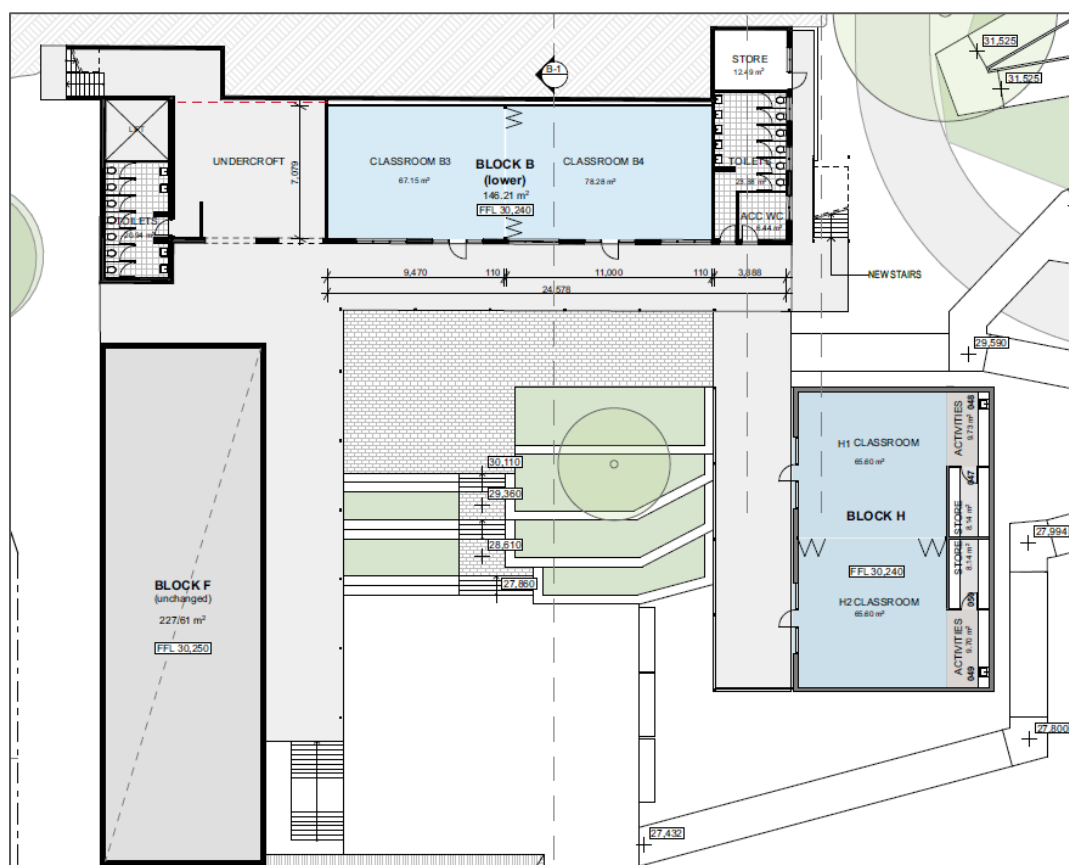 31,525
31,525
STORE
12.49 m²
B-1
LIFT
UNDERCROFT
7,079
CLASSROOM B3
67.15 m²
BLOCK B
(lower)
146.21 m²
FFL 30,240
CLASSROOM B4
78.28 m²
TOILETS
ACC WC
6.44 m²
TOILETS
20.94 m²
NEW STAIRS
9,470
110
11,000
110
24,578
29,590
30,110
29,360
28,610
27,860
H1 CLASSROOM
65.60 m²
ACTIVITIES
9.73 m²
048
047
STORE
8.14 m²
BLOCK H
STORE
8.14 m²
050
FFL 30,240
H2 CLASSROOM
65.60 m²
ACTIVITIES
9.70 m²
049
27,994
BLOCK F
(unchanged)
227/61 m²
FFL 30,250
27,800
27,432